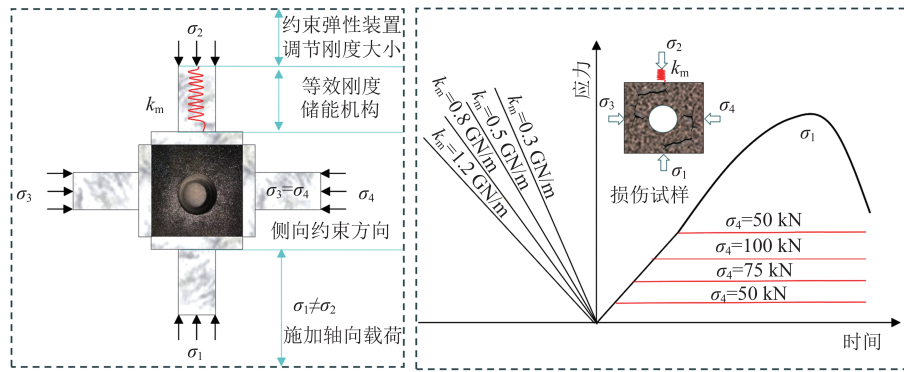 σ₂
约束弹性装置
调节刚度大小
等效刚度
储能机构
kₘ
σ₃
σ₃=σ₄
σ₄
侧向约束方向
σ₁≠σ₂
施加轴向载荷
σ₁
应力
σ₂
kₘ
σ₃
σ₄
σ₁
损伤试样
kₘ=0.3 GN/m
kₘ=0.5 GN/m
kₘ=0.8 GN/m
kₘ=1.2 GN/m
σ₁
σ₄=50 kN
σ₄=100 kN
σ₄=75 kN
σ₄=50 kN
时间